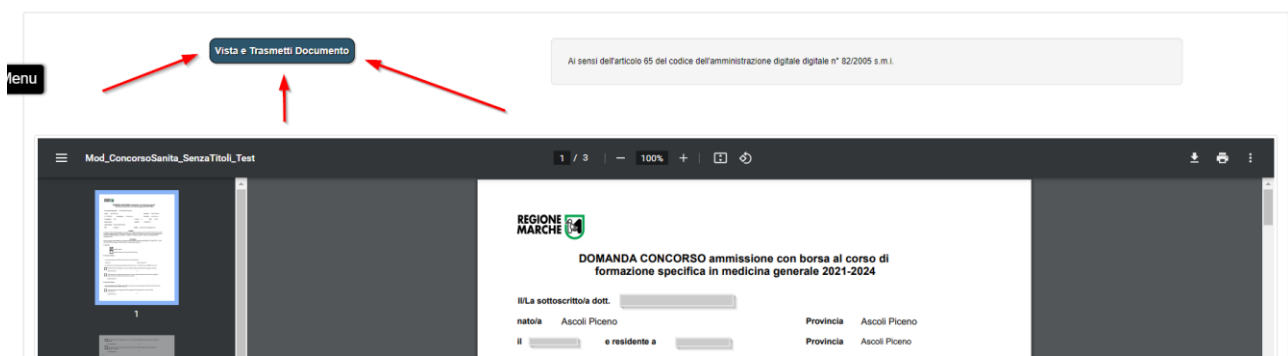 Vista e Trasmetti Documento
Ai sensi dell'articolo 65 del codice dell'amministrazione digitale digitale n° 82/2005 s.m.i.
Menu
Mod_ConcorsoSanita_SenzaTitoli_Test
1 / 3
100%
REGIONE
MARCHE
DOMANDA CONCORSO ammissione con borsa al corso di
formazione specifica in medicina generale 2021-2024
Il/La sottoscritto/a dott.
nato/a Ascoli Piceno Provincia Ascoli Piceno
il e residente a Provincia Ascoli Piceno
1